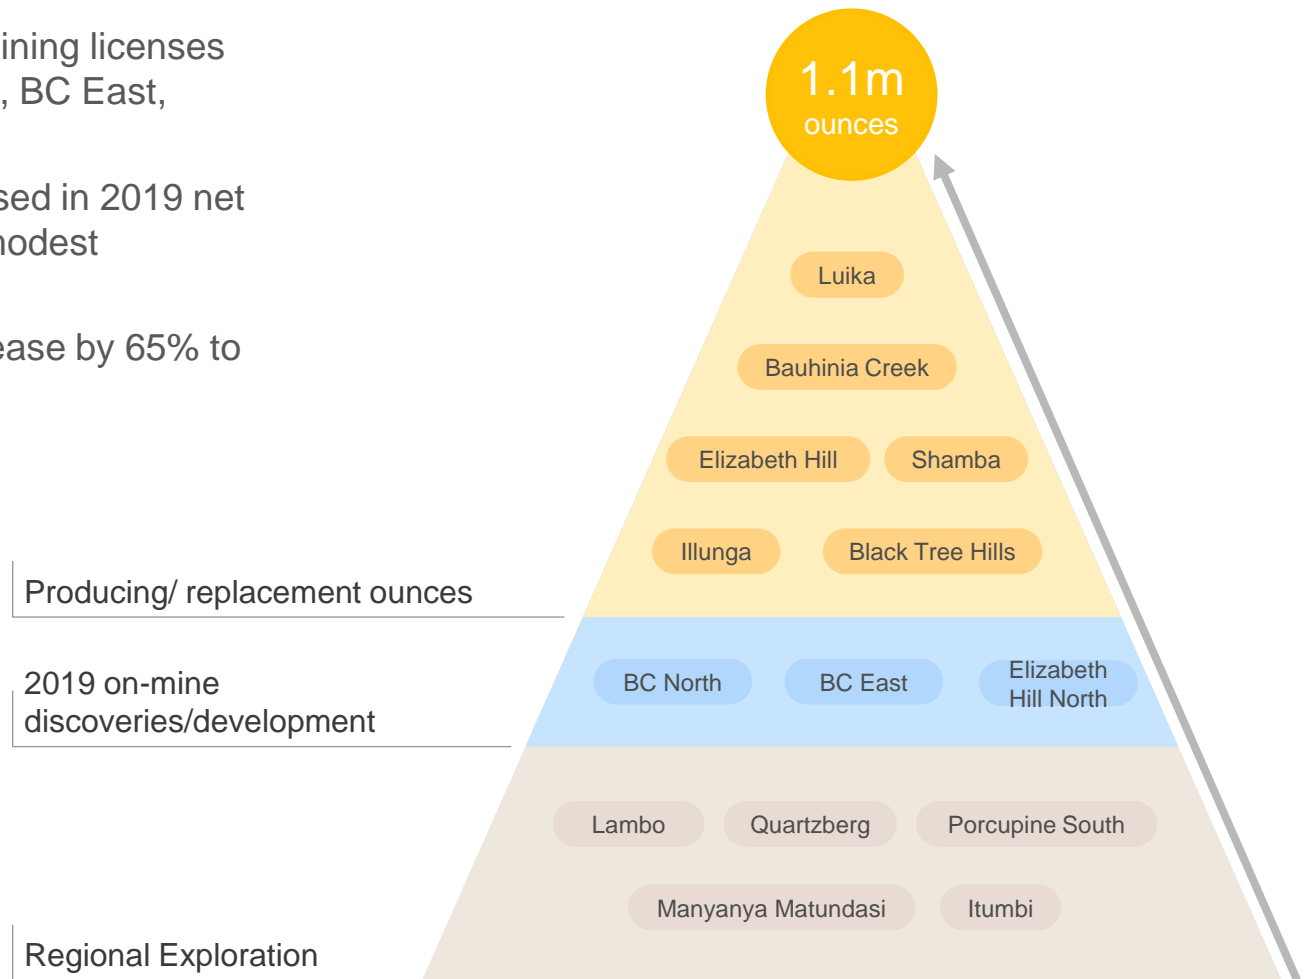 ining licenses
, BC East,
sed in 2019 net
modest
ease by 65% to
1.1m
ounces
Luika
Bauhinia Creek
Elizabeth Hill
Shamba
Illunga
Black Tree Hills
Producing/ replacement ounces
BC North
BC East
Elizabeth
Hill North
2019 on-mine
discoveries/development
Lambo
Quartzberg
Porcupine South
Manyanya Matundasi
Itumbi
Regional Exploration